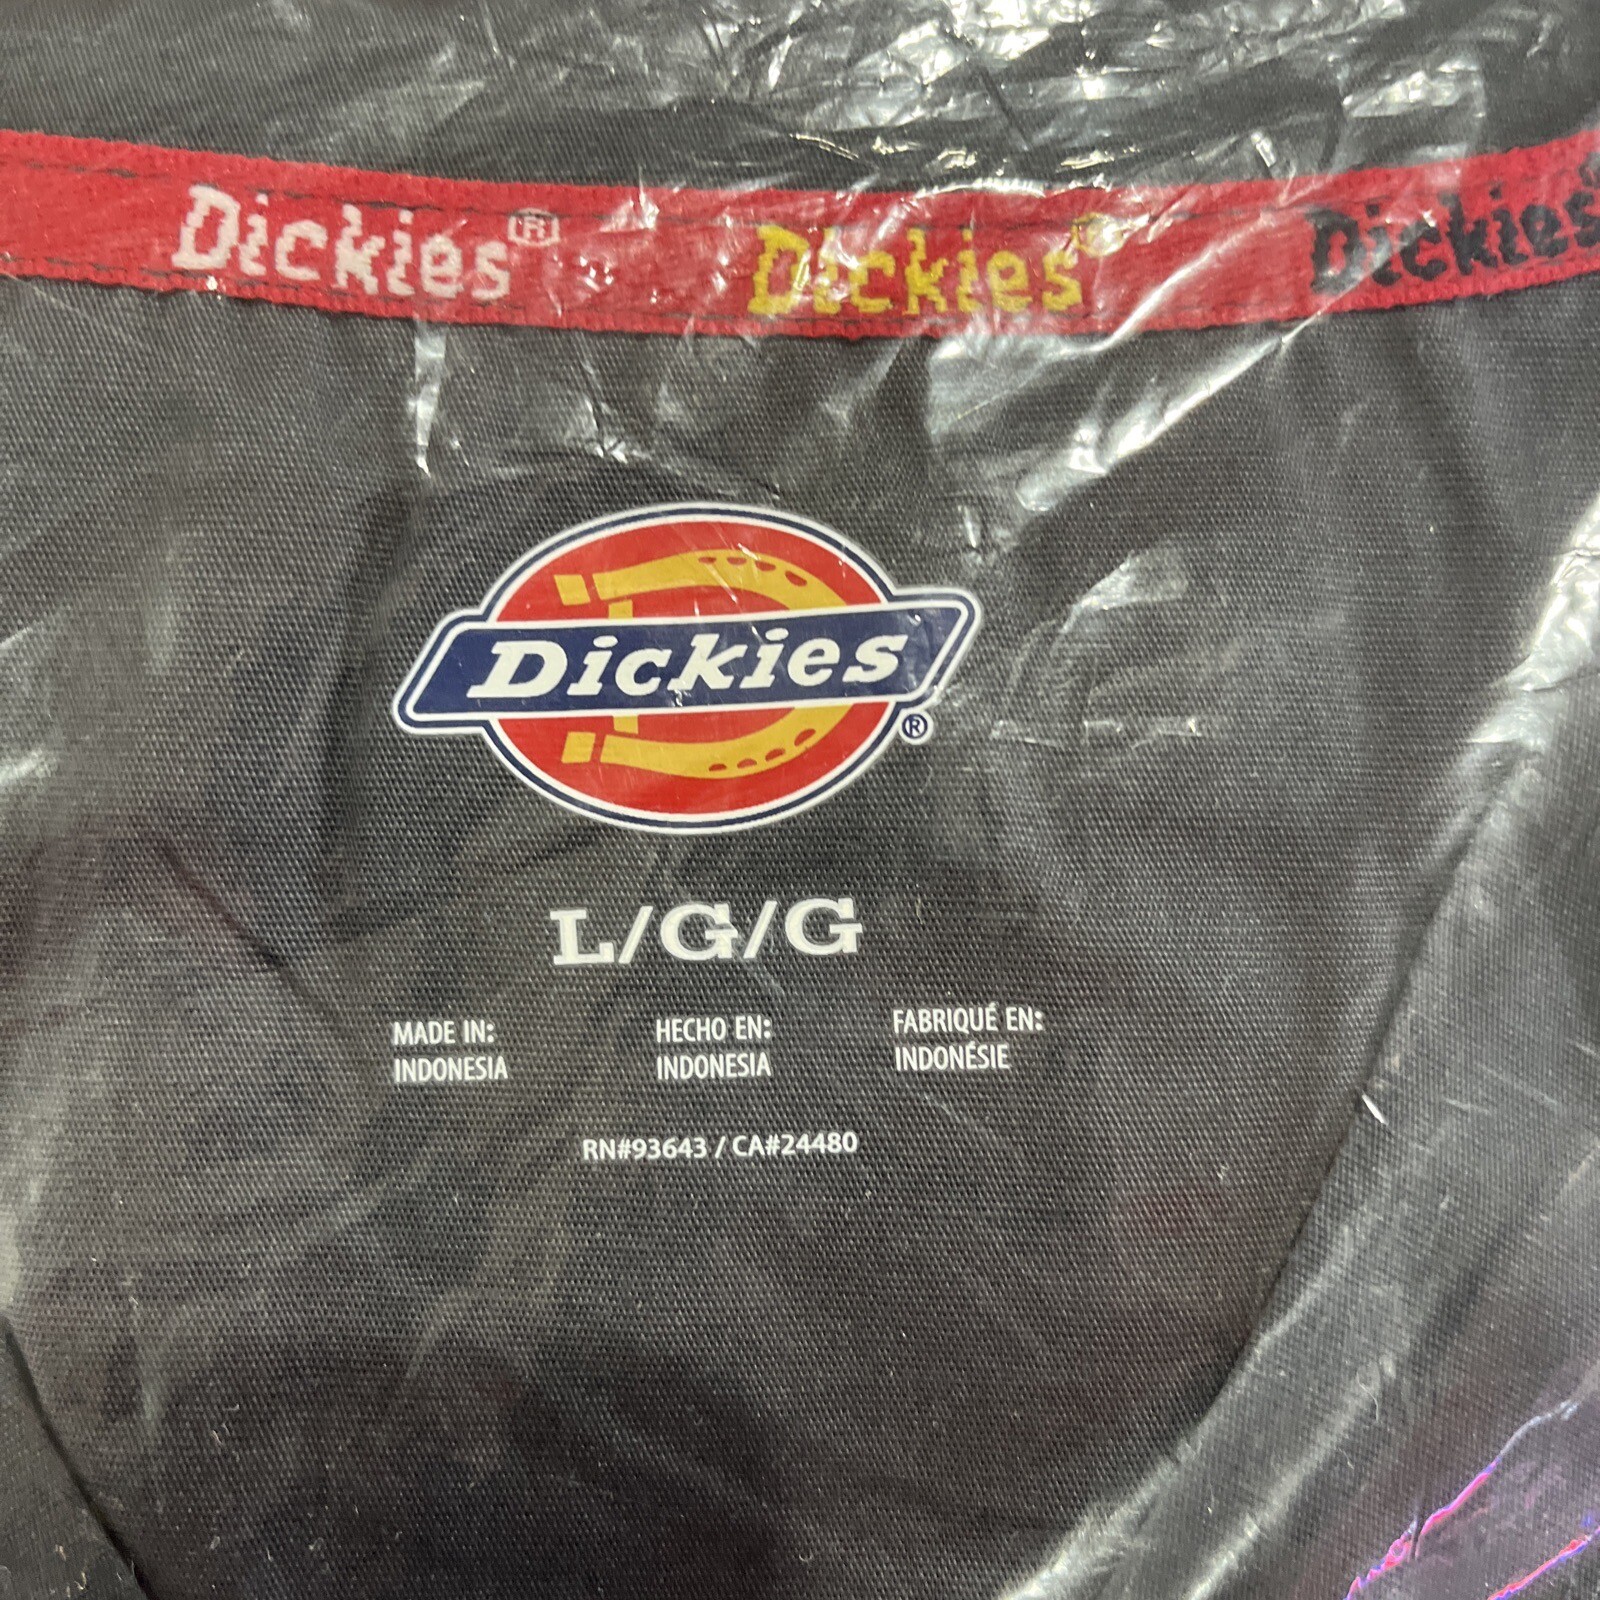 Dickies® Dickies® Dickies®
Dickies®
L/G/G
MADE IN: HECHO EN: FABRIQUÉ EN:
INDONESIA INDONESIA INDONÉSIE
RN#93643 / CA#24480